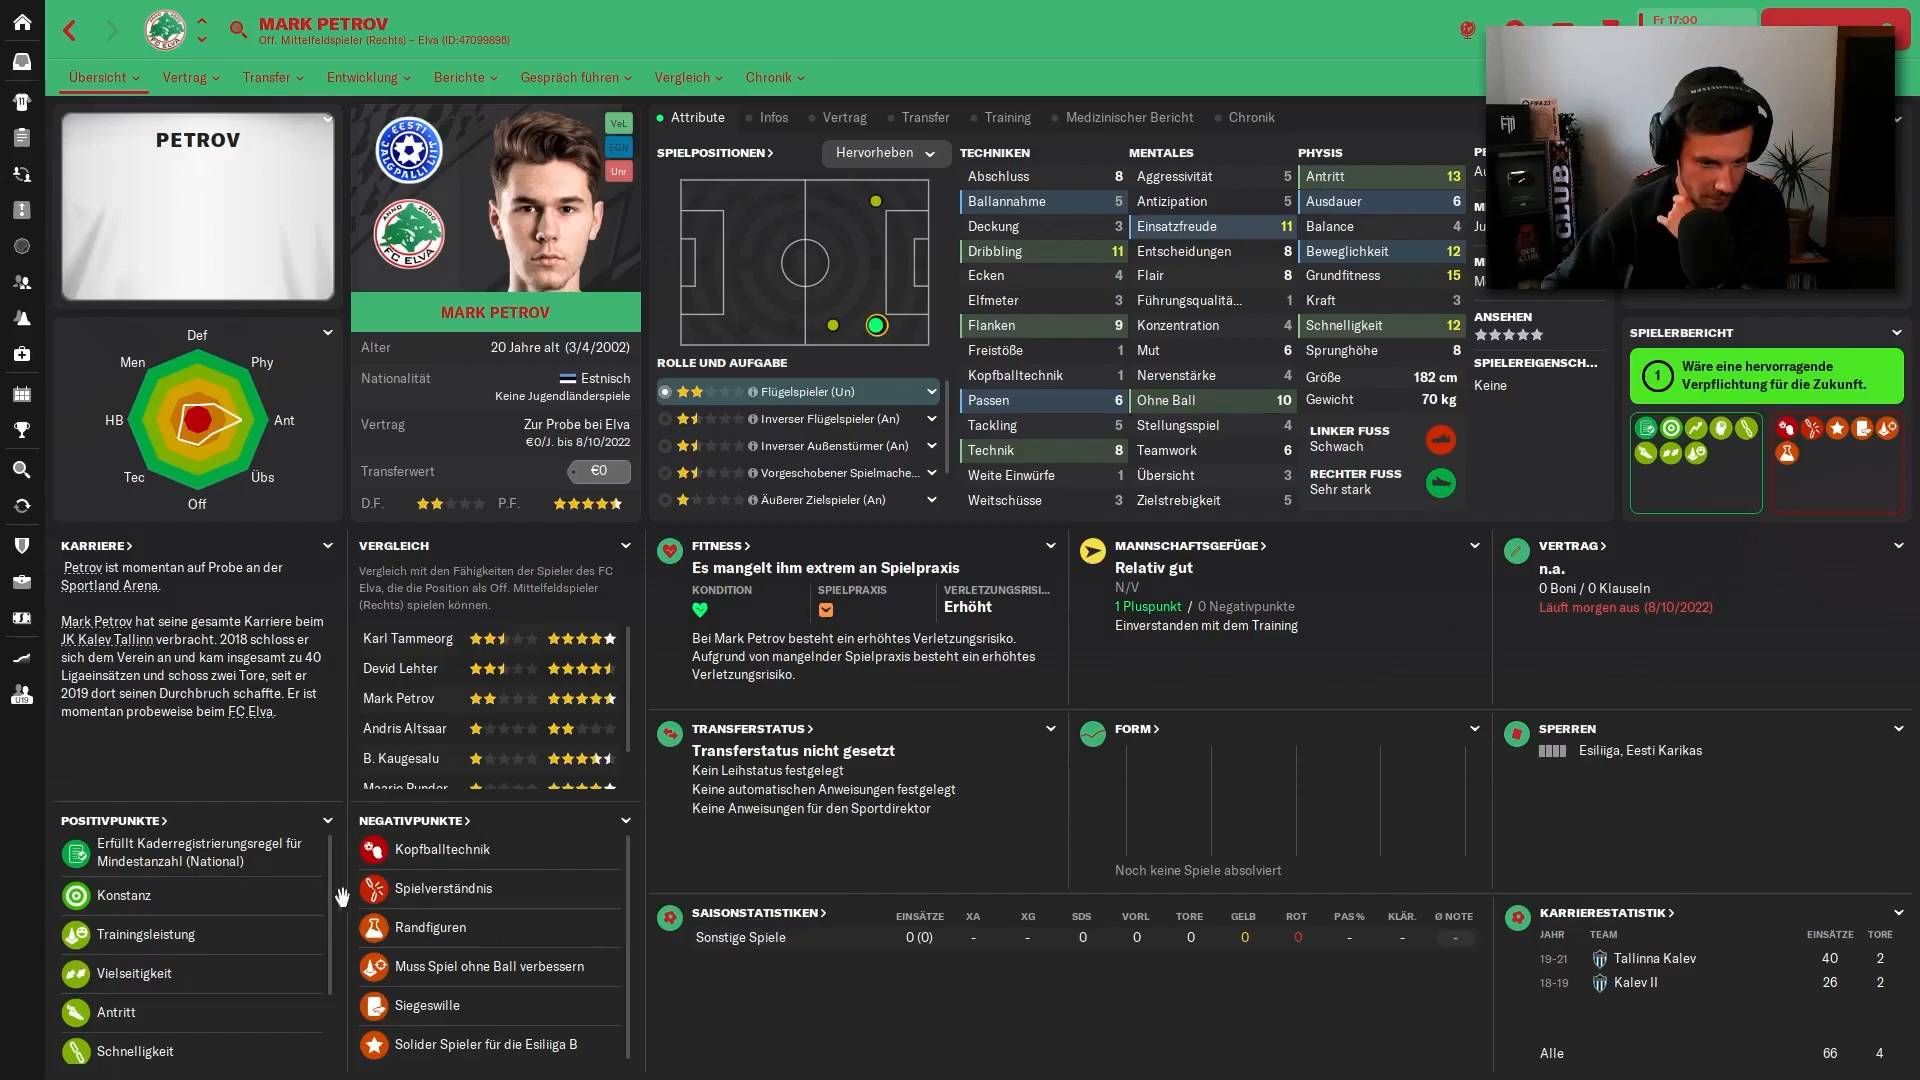 MARK PETROV
Off. Mittelfeldspieler (Rechts) – Elva (ID:47099896)
Fr 17:00
Übersicht
Vertrag
Transfer
Entwicklung
Berichte
Gespräch führen
Vergleich
Chronik
PETROV
Def
Men
Phy
HB
Ant
Tec
Übs
Off
EESTI JALGPALLI LIIT
ANNO 2000
FC ELVA
VeL
EGN
Unr
MARK PETROV
Alter 20 Jahre alt (3/4/2002)
Nationalität Estnisch
Keine Jugendländerspiele
Vertrag Zur Probe bei Elva
€0/J. bis 8/10/2022
Transferwert €0
D.F. P.F.
Attribute
Infos
Vertrag
Transfer
Training
Medizinischer Bericht
Chronik
SPIELPOSITIONEN
Hervorheben
ROLLE UND AUFGABE
Flügelspieler (Un)
Inverser Flügelspieler (An)
Inverser Außenstürmer (An)
Vorgeschobener Spielmache...
Äußerer Zielspieler (An)
TECHNIKEN
Abschluss 8
Ballannahme 5
Deckung 3
Dribbling 11
Ecken 4
Elfmeter 3
Flanken 9
Freistöße 1
Kopfballtechnik 1
Passen 6
Tackling 5
Technik 8
Weite Einwürfe 1
Weitschüsse 3
MENTALES
Aggressivität 5
Antizipation 5
Einsatzfreude 11
Entscheidungen 8
Flair 8
Führungsqualitä... 1
Konzentration 4
Mut 6
Nervenstärke 4
Ohne Ball 10
Stellungsspiel 4
Teamwork 6
Übersicht 3
Zielstrebigkeit 5
PHYSIS
Antritt 13
Ausdauer 6
Balance 4
Beweglichkeit 12
Grundfitness 15
Kraft 3
Schnelligkeit 12
Sprunghöhe 8
Größe 182 cm
Gewicht 70 kg
LINKER FUSS
Schwach
RECHTER FUSS
Sehr stark
ANSEHEN
SPIELEREIGENSCH...
Keine
FIFA 23
CLUB
SPIELERBERICHT
1
Wäre eine hervorragende
Verpflichtung für die Zukunft.
KARRIERE
Petrov ist momentan auf Probe an der
Sportland Arena.
Mark Petrov hat seine gesamte Karriere beim
JK Kalev Tallinn verbracht. 2018 schloss er
sich dem Verein an und kam insgesamt zu 40
Ligaeinsätzen und schoss zwei Tore, seit er
2019 dort seinen Durchbruch schaffte. Er ist
momentan probeweise beim FC Elva.
VERGLEICH
Vergleich mit den Fähigkeiten der Spieler des FC
Elva, die die Position als Off. Mittelfeldspieler
(Rechts) spielen können.
Karl Tammeorg
Devid Lehter
Mark Petrov
Andris Altsaar
B. Kaugesalu
FITNESS
Es mangelt ihm extrem an Spielpraxis
KONDITION
SPIELPRAXIS
VERLETZUNGSRISI...
Erhöht
Bei Mark Petrov besteht ein erhöhtes Verletzungsrisiko.
Aufgrund von mangelnder Spielpraxis besteht ein erhöhtes
Verletzungsrisiko.
MANNSCHAFTSGEFÜGE
Relativ gut
N/V
1 Pluspunkt / 0 Negativpunkte
Einverstanden mit dem Training
VERTRAG
n.a.
0 Boni / 0 Klauseln
Läuft morgen aus (8/10/2022)
TRANSFERSTATUS
Transferstatus nicht gesetzt
Kein Leihstatus festgelegt
Keine automatischen Anweisungen festgelegt
Keine Anweisungen für den Sportdirektor
FORM
Noch keine Spiele absolviert
SPERREN
Esiliiga, Eesti Karikas
POSITIVPUNKTE
Erfüllt Kaderregistrierungsregel für
Mindestanzahl (National)
Konstanz
Trainingsleistung
Vielseitigkeit
Antritt
Schnelligkeit
NEGATIVPUNKTE
Kopfballtechnik
Spielverständnis
Randfiguren
Muss Spiel ohne Ball verbessern
Siegeswille
Solider Spieler für die Esiliiga B
SAISONSTATISTIKEN
EINSÄTZE XA XG SDS VORL TORE GELB ROT PAS% KLÄR. Ø NOTE
Sonstige Spiele 0 (0) - - 0 0 0 0 0 - - -
KARRIERESTATISTIK
JAHR TEAM EINSÄTZE TORE
19-21 Tallinna Kalev 40 2
18-19 Kalev II 26 2
Alle 66 4
U19